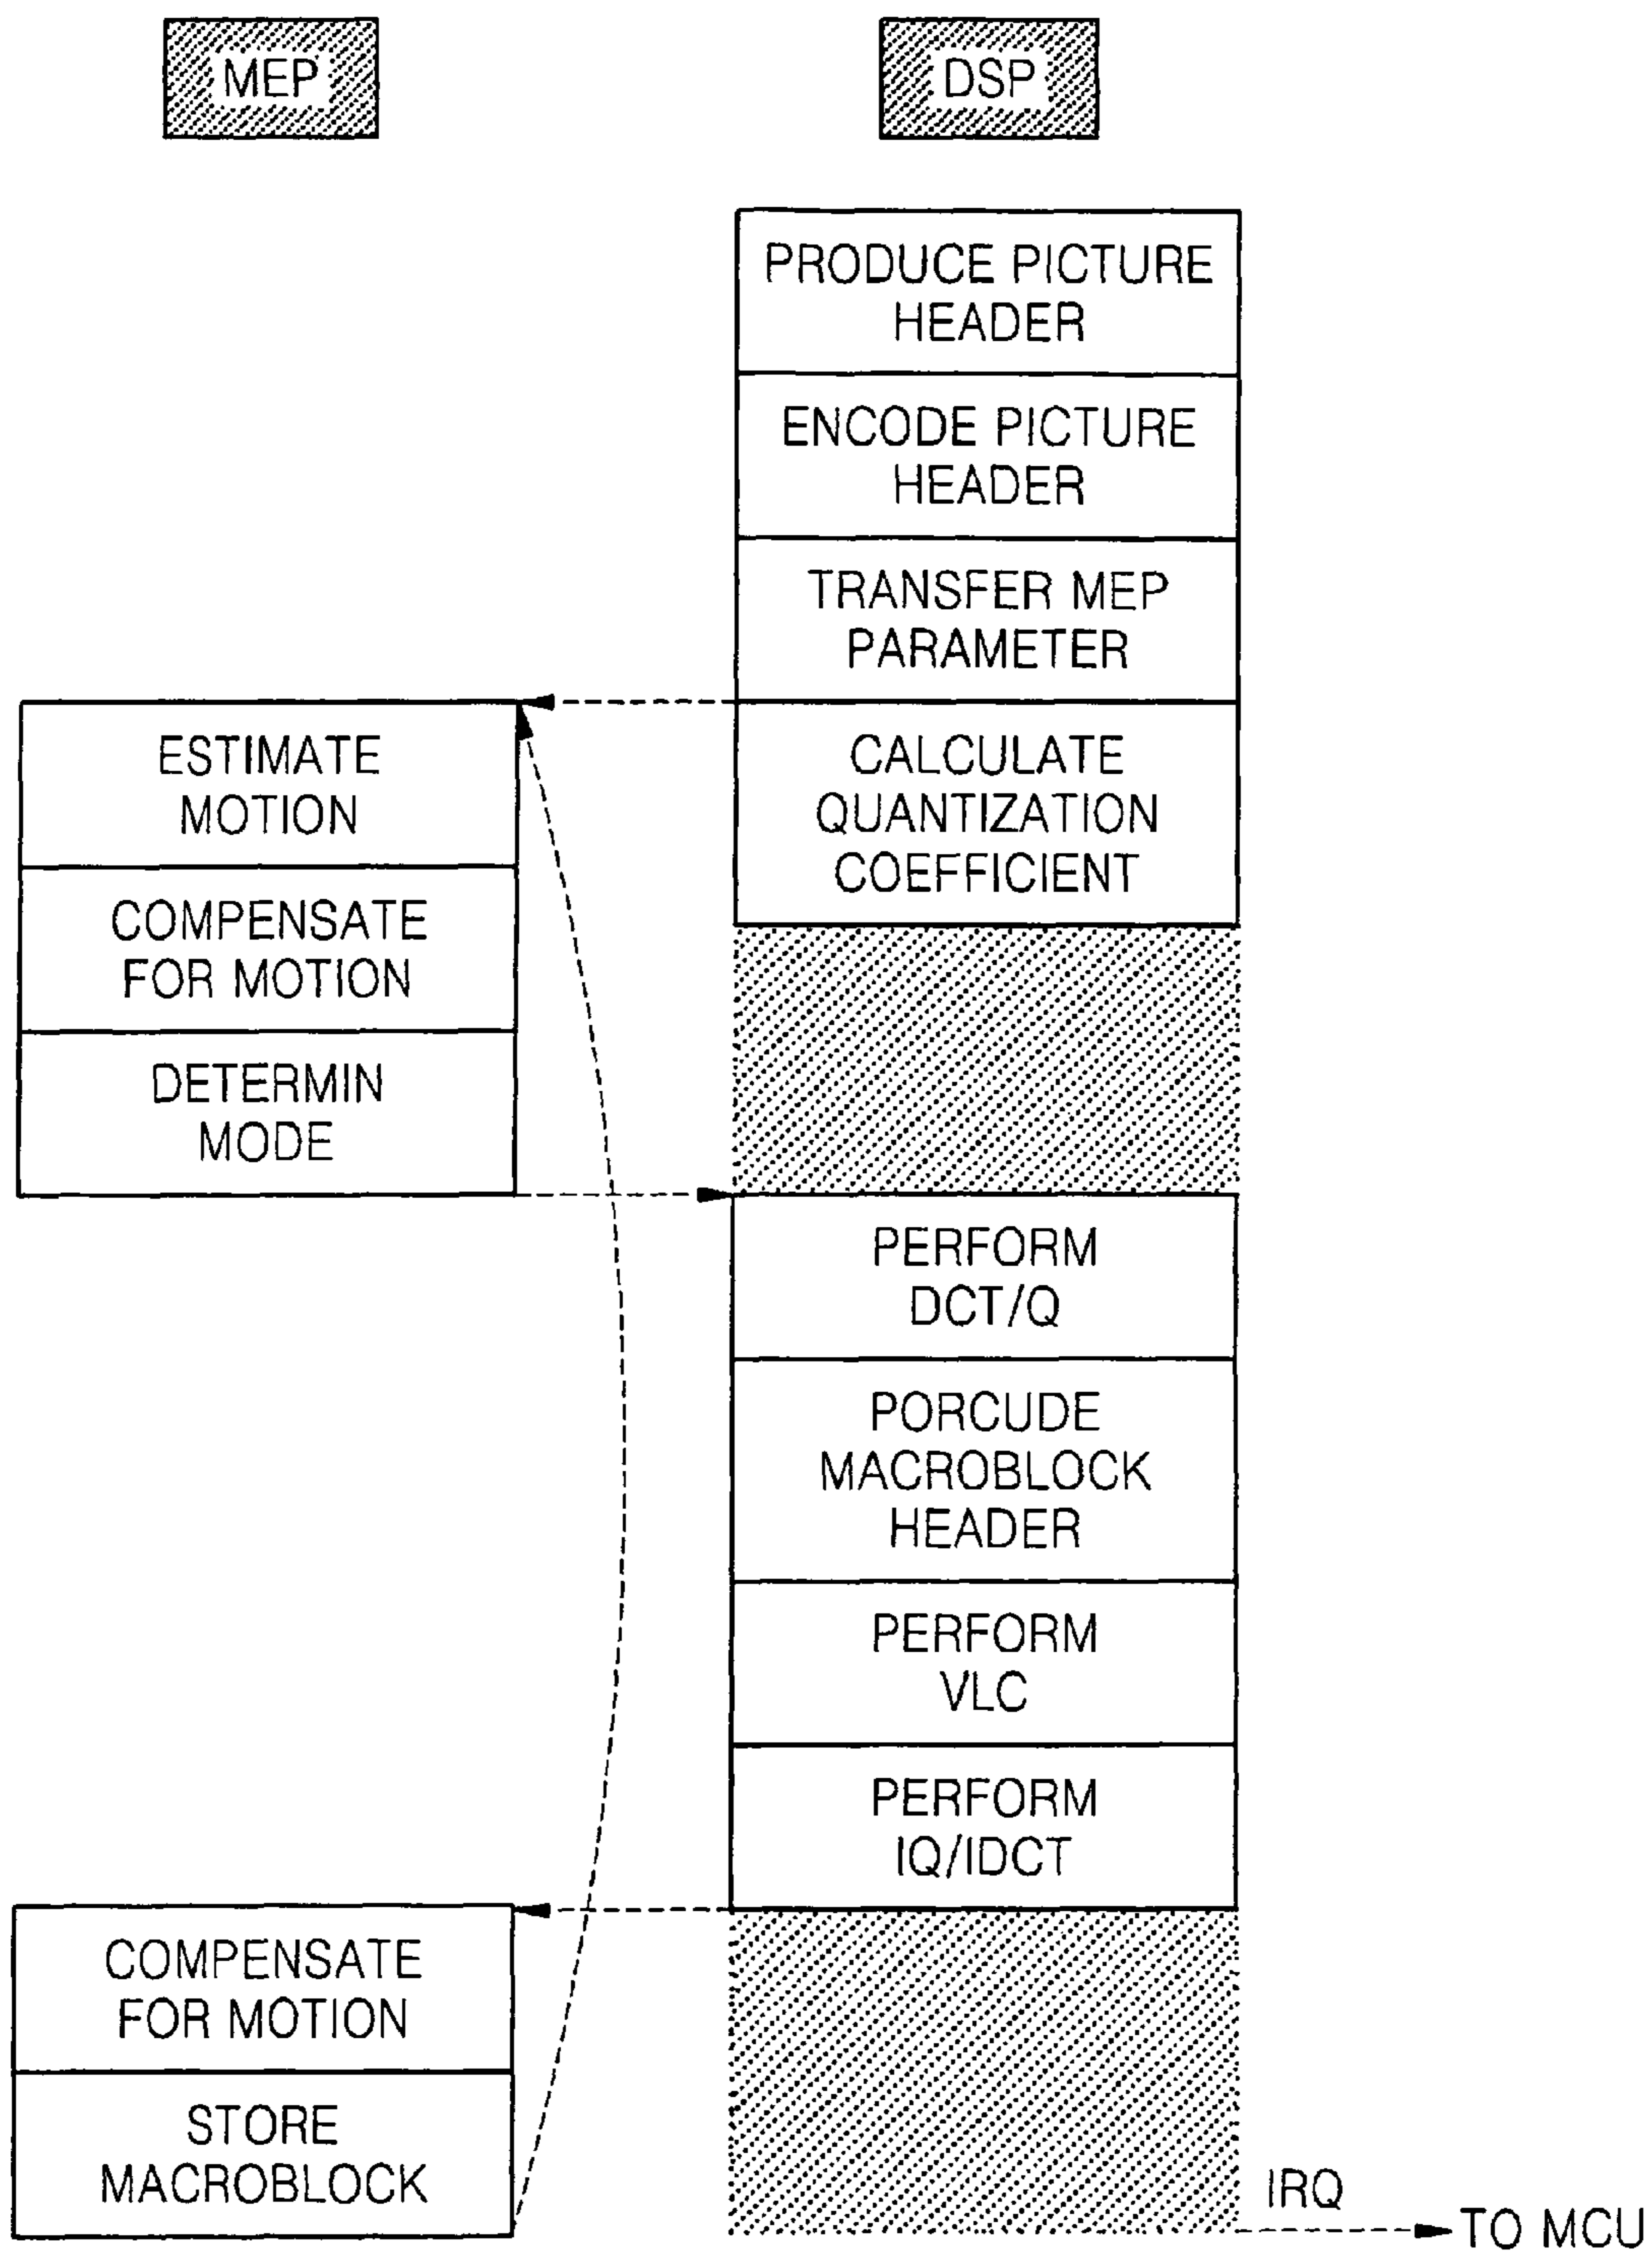 MEP
DSP
PRODUCE PICTURE
HEADER
ENCODE PICTURE
HEADER
TRANSFER MEP
PARAMETER
ESTIMATE
MOTION
COMPENSATE
FOR MOTION
DETERMIN
MODE
CALCULATE
QUANTIZATION
COEFFICIENT
PERFORM
DCT/Q
PORCUDE
MACROBLOCK
HEADER
PERFORM
VLC
PERFORM
IQ/IDCT
COMPENSATE
FOR MOTION
STORE
MACROBLOCK
IRQ
TO MCU